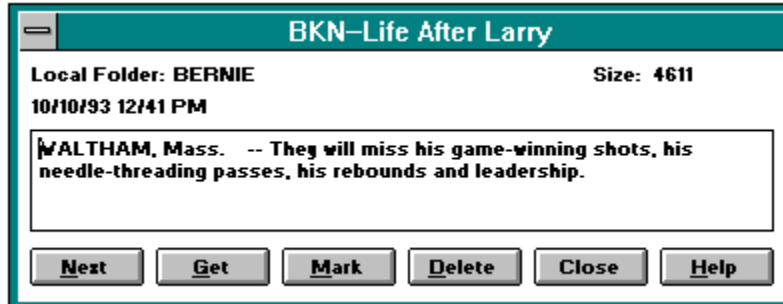 BKN–Life After Larry
Local Folder: BERNIE Size: 4611
10/10/93 12/41 PM
WALTHAM, Mass. -- They will miss his game-winning shots, his
needle-threading passes, his rebounds and leadership.
Next Get Mark Delete Close Help